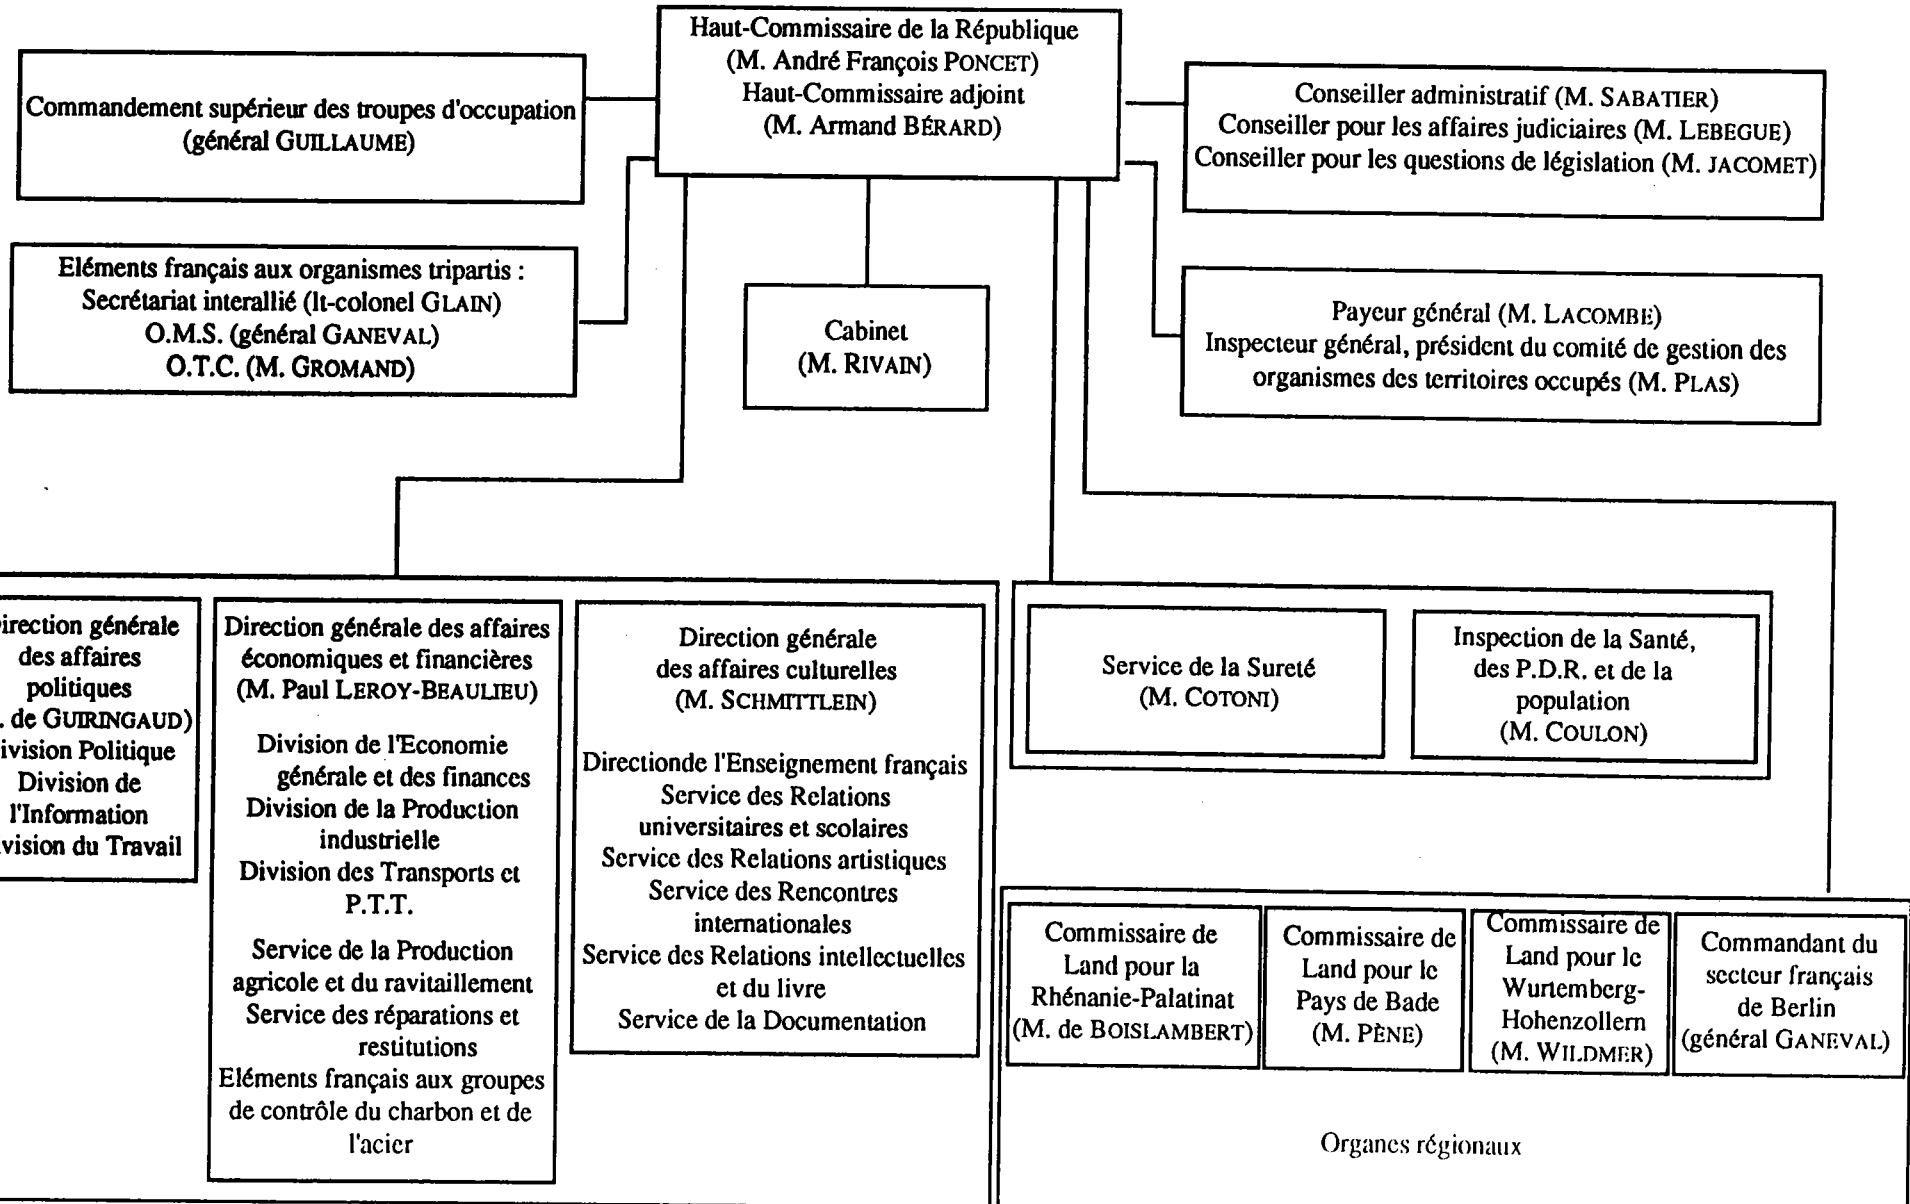 Haut-Commissaire de la République
(M. André François PONCET)
Haut-Commissaire adjoint
(M. Armand BÉRARD)
Commandement supérieur des troupes d'occupation
(général GUILLAUME)
Conseiller administratif (M. SABATIER)
Conseiller pour les affaires judiciaires (M. LEBEGUE)
Conseiller pour les questions de législation (M. JACOMET)
Eléments français aux organismes tripartis :
Secrétariat interallié (lt-colonel GLAIN)
O.M.S. (général GANEVAL)
O.T.C. (M. GROMAND)
Cabinet
(M. RIVAIN)
Payeur général (M. LACOMBE)
Inspecteur général, président du comité de gestion des
organismes des territoires occupés (M. PLAS)
irection générale
des affaires
politiques
. de GUIRINGAUD)
ivision Politique
Division de
l'Information
ivision du Travail
Direction générale des affaires
économiques et financières
(M. Paul LEROY-BEAULIEU)
Division de l'Economie
générale et des finances
Division de la Production
industrielle
Division des Transports et
P.T.T.
Service de la Production
agricole et du ravitaillement
Service des réparations et
restitutions
Eléments français aux groupes
de contrôle du charbon et de
l'acier
Direction générale
des affaires culturelles
(M. SCHMITTLEIN)
Directionde l'Enseignement français
Service des Relations
universitaires et scolaires
Service des Relations artistiques
Service des Rencontres
internationales
Service des Relations intellectuelles
et du livre
Service de la Documentation
Service de la Sureté
(M. COTONI)
Inspection de la Santé,
des P.D.R. et de la
population
(M. COULON)
Commissaire de
Land pour la
Rhénanie-Palatinat
(M. de BOISLAMBERT)
Commissaire de
Land pour le
Pays de Bade
(M. PÈNE)
Commissaire de
Land pour le
Wurtemberg-
Hohenzollern
(M. WILDMER)
Commandant du
secteur français
de Berlin
(général GANEVAL)
Organes régionaux